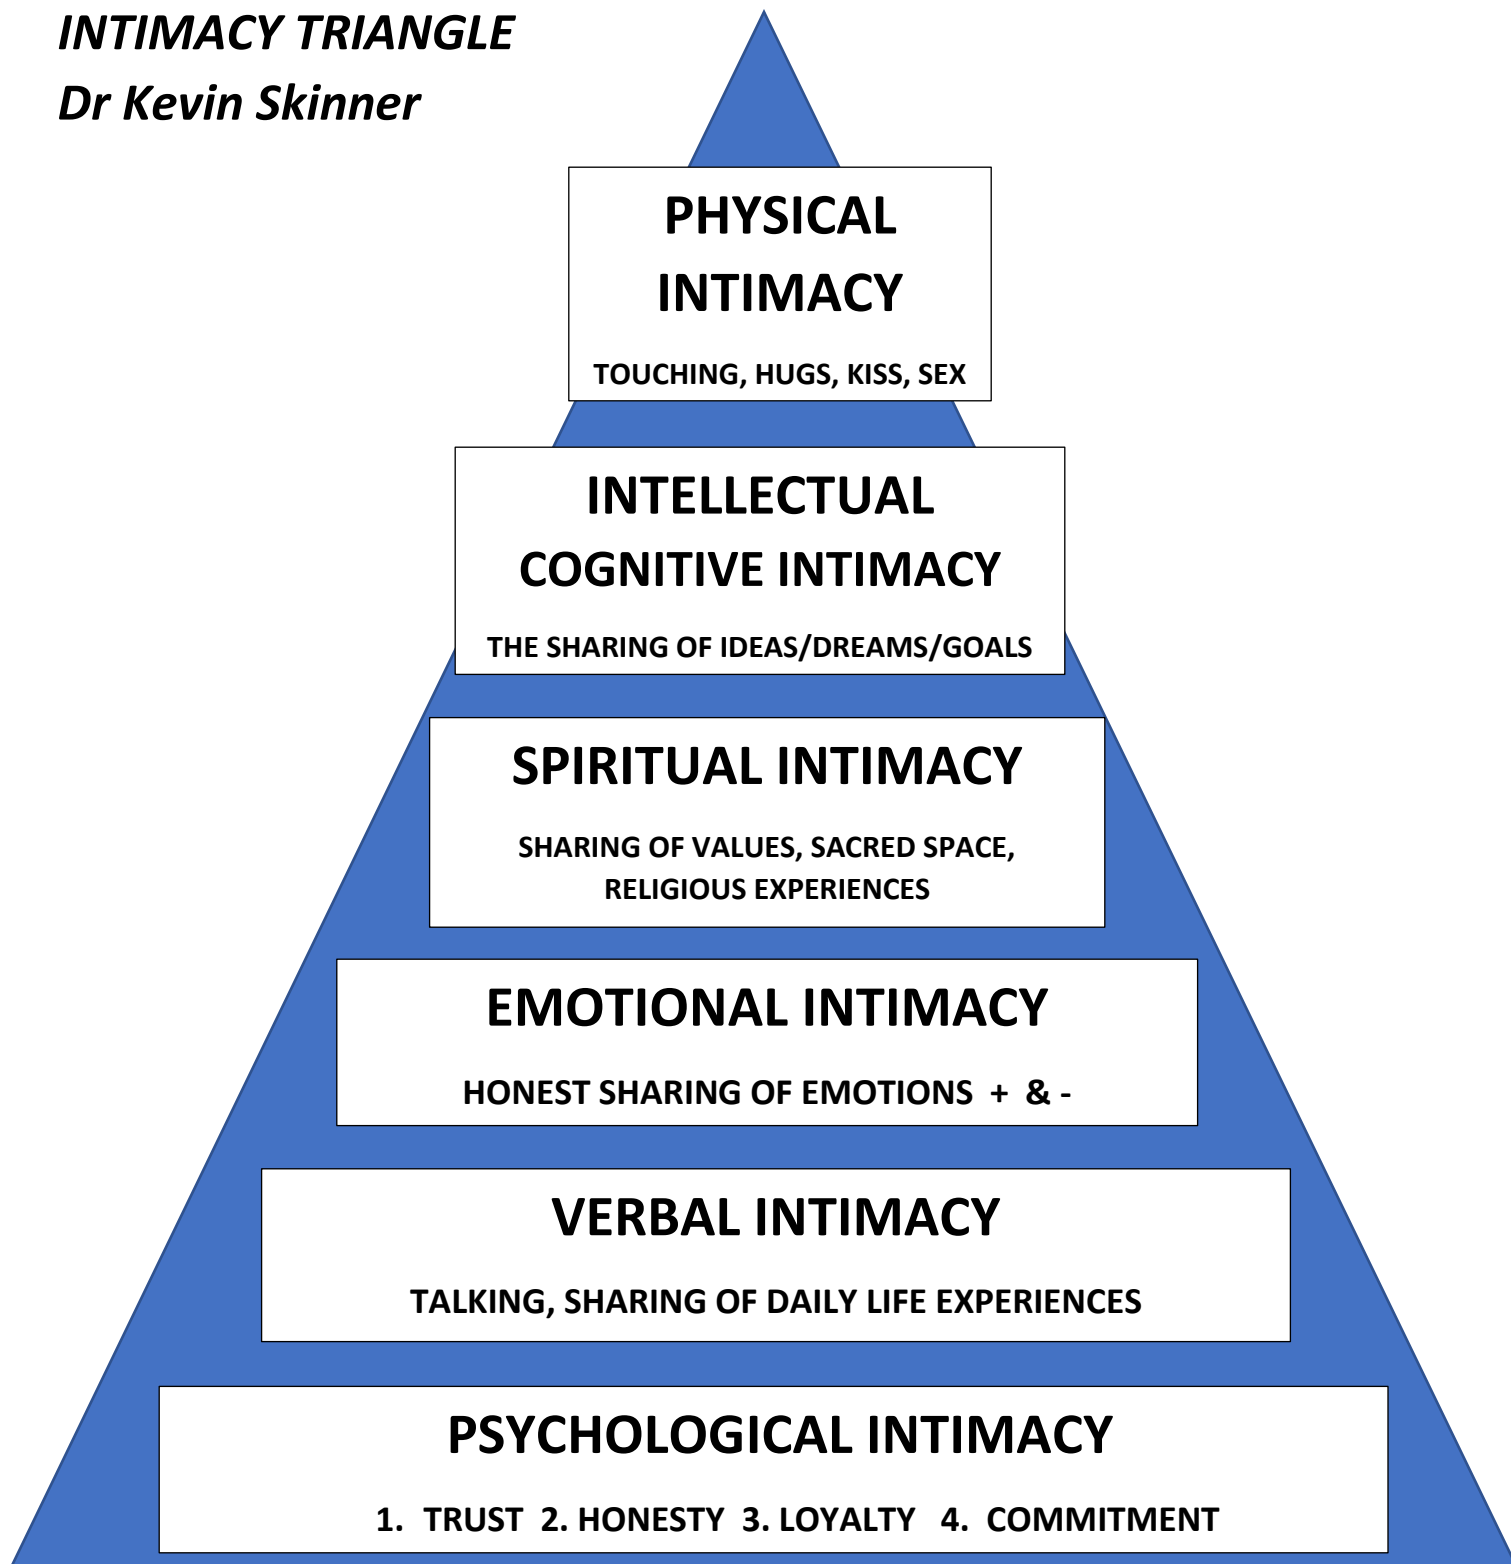 INTIMACY TRIANGLE
Dr Kevin Skinner
PHYSICAL
INTIMACY
TOUCHING, HUGS, KISS, SEX
INTELLECTUAL
COGNITIVE INTIMACY
THE SHARING OF IDEAS/DREAMS/GOALS
SPIRITUAL INTIMACY
SHARING OF VALUES, SACRED SPACE,
RELIGIOUS EXPERIENCES
EMOTIONAL INTIMACY
HONEST SHARING OF EMOTIONS + & -
VERBAL INTIMACY
TALKING, SHARING OF DAILY LIFE EXPERIENCES
PSYCHOLOGICAL INTIMACY
1. TRUST 2. HONESTY 3. LOYALTY 4. COMMITMENT